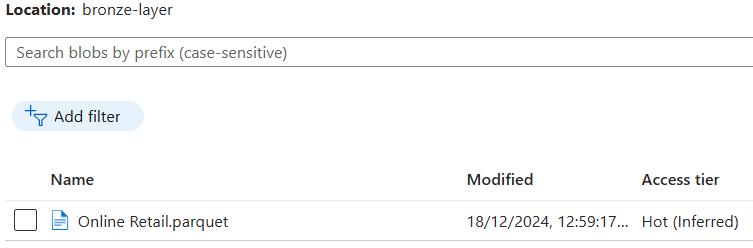 Location: bronze-layer
Search blobs by prefix (case-sensitive)
Add filter
Name Modified Access tier
Online Retail.parquet 18/12/2024, 12:59:17... Hot (Inferred)